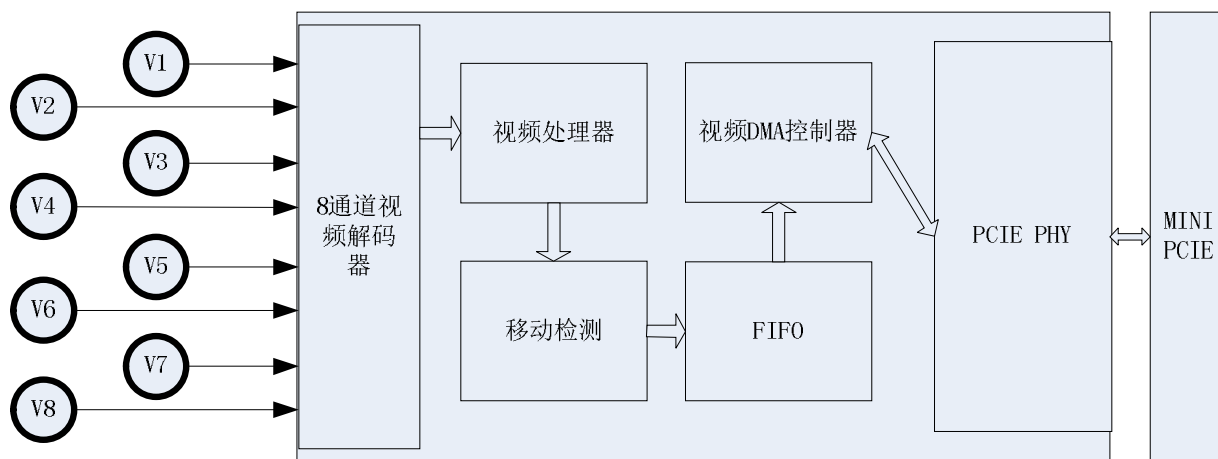 V1
V2
V3
V4
V5
V6
V7
V8
8通道视
频解码
器
视频处理器
移动检测
视频DMA控制器
FIFO
PCIE PHY
MINI
PCIE